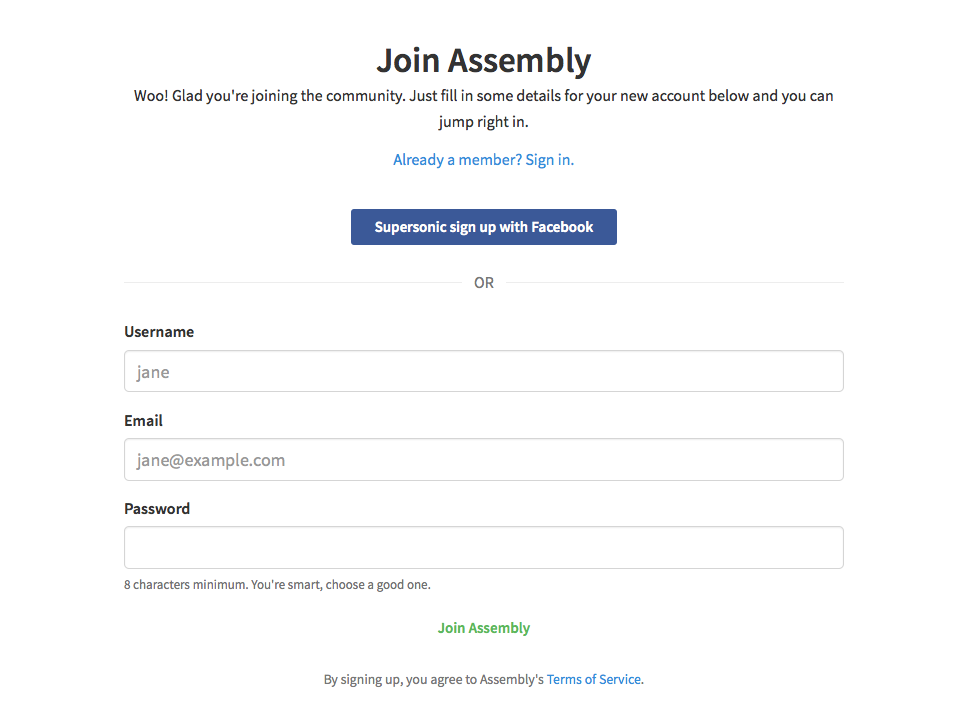 Join Assembly
Woo! Glad you're joining the community. Just fill in some details for your new account below and you can
jump right in.
Already a member? Sign in.
Supersonic sign up with Facebook
OR
Username
jane
Email
jane@example.com
Password
8 characters minimum. You're smart, choose a good one.
Join Assembly
By signing up, you agree to Assembly's Terms of Service.